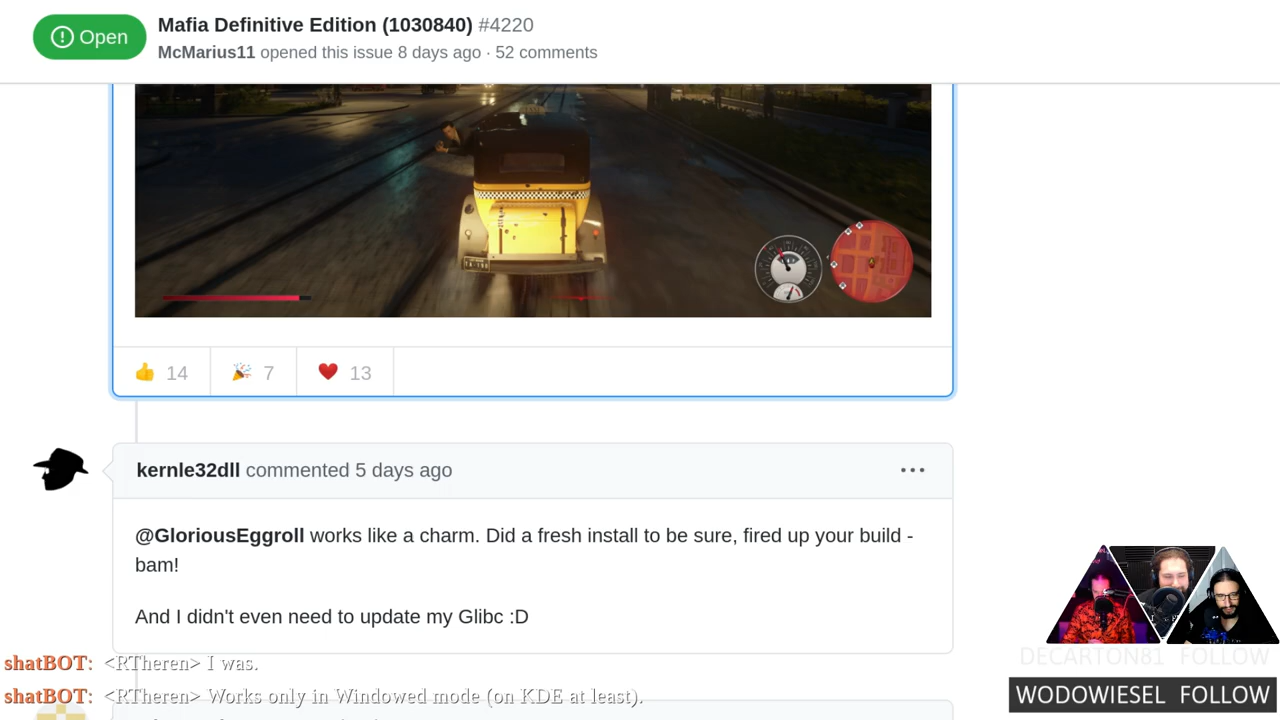 Open
Mafia Definitive Edition (1030840) #4220
McMarius11 opened this issue 8 days ago · 52 comments
👍 14 🎉 7 ❤️ 13
kernle32dll commented 5 days ago
@GloriousEggroll works like a charm. Did a fresh install to be sure, fired up your build -
bam!
And I didn't even need to update my Glibc :D
shatBOT: <RTheren> I was.
shatBOT: <RTheren> Works only in Windowed mode (on KDE at least).
DECARTON81 FOLLOW
WODOWIESEL FOLLOW